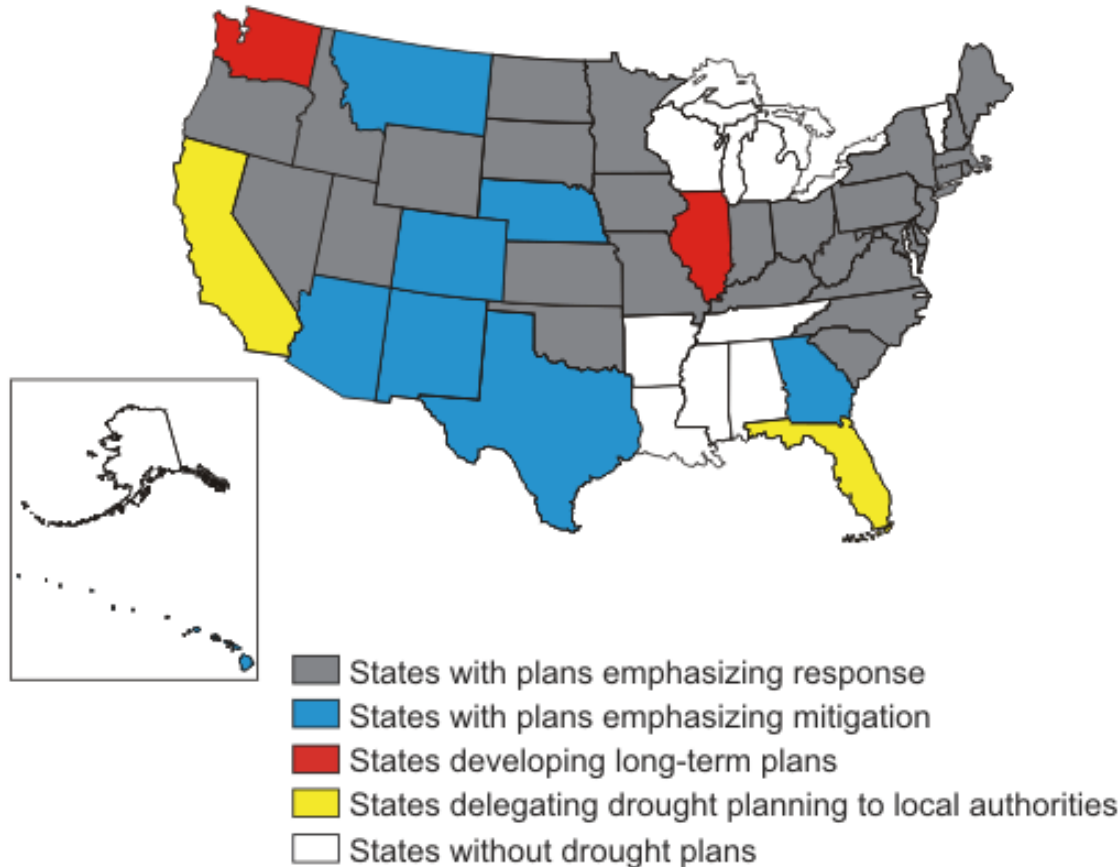 States with plans emphasizing response
States with plans emphasizing mitigation
States developing long-term plans
States delegating drought planning to local authorities
States without drought plans